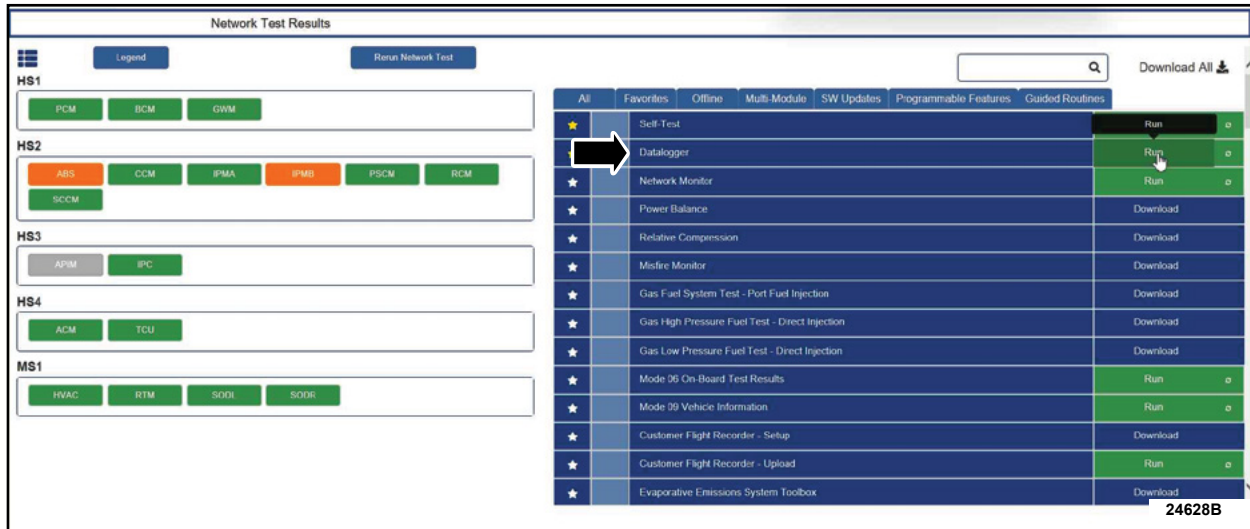 Network Test Results
Legend
Rerun Network Test
Download All
HS1
PCM BCM GWM
HS2
ABS CCM IPMA IPMB PSCM RCM
SCCM
HS3
APIM IPC
HS4
ACM TCU
MS1
HVAC RTM SODL SODR
All Favorites Offline Multi-Module SW Updates Programmable Features Guided Routines
Self-Test Run
Datalogger Run
Network Monitor Run
Power Balance Download
Relative Compression Download
Misfire Monitor Download
Gas Fuel System Test - Port Fuel Injection Download
Gas High Pressure Fuel Test - Direct Injection Download
Gas Low Pressure Fuel Test - Direct Injection Download
Mode 06 On-Board Test Results Run
Mode 09 Vehicle Information Run
Customer Flight Recorder - Setup Download
Customer Flight Recorder - Upload Run
Evaporative Emissions System Toolbox Download
24628B